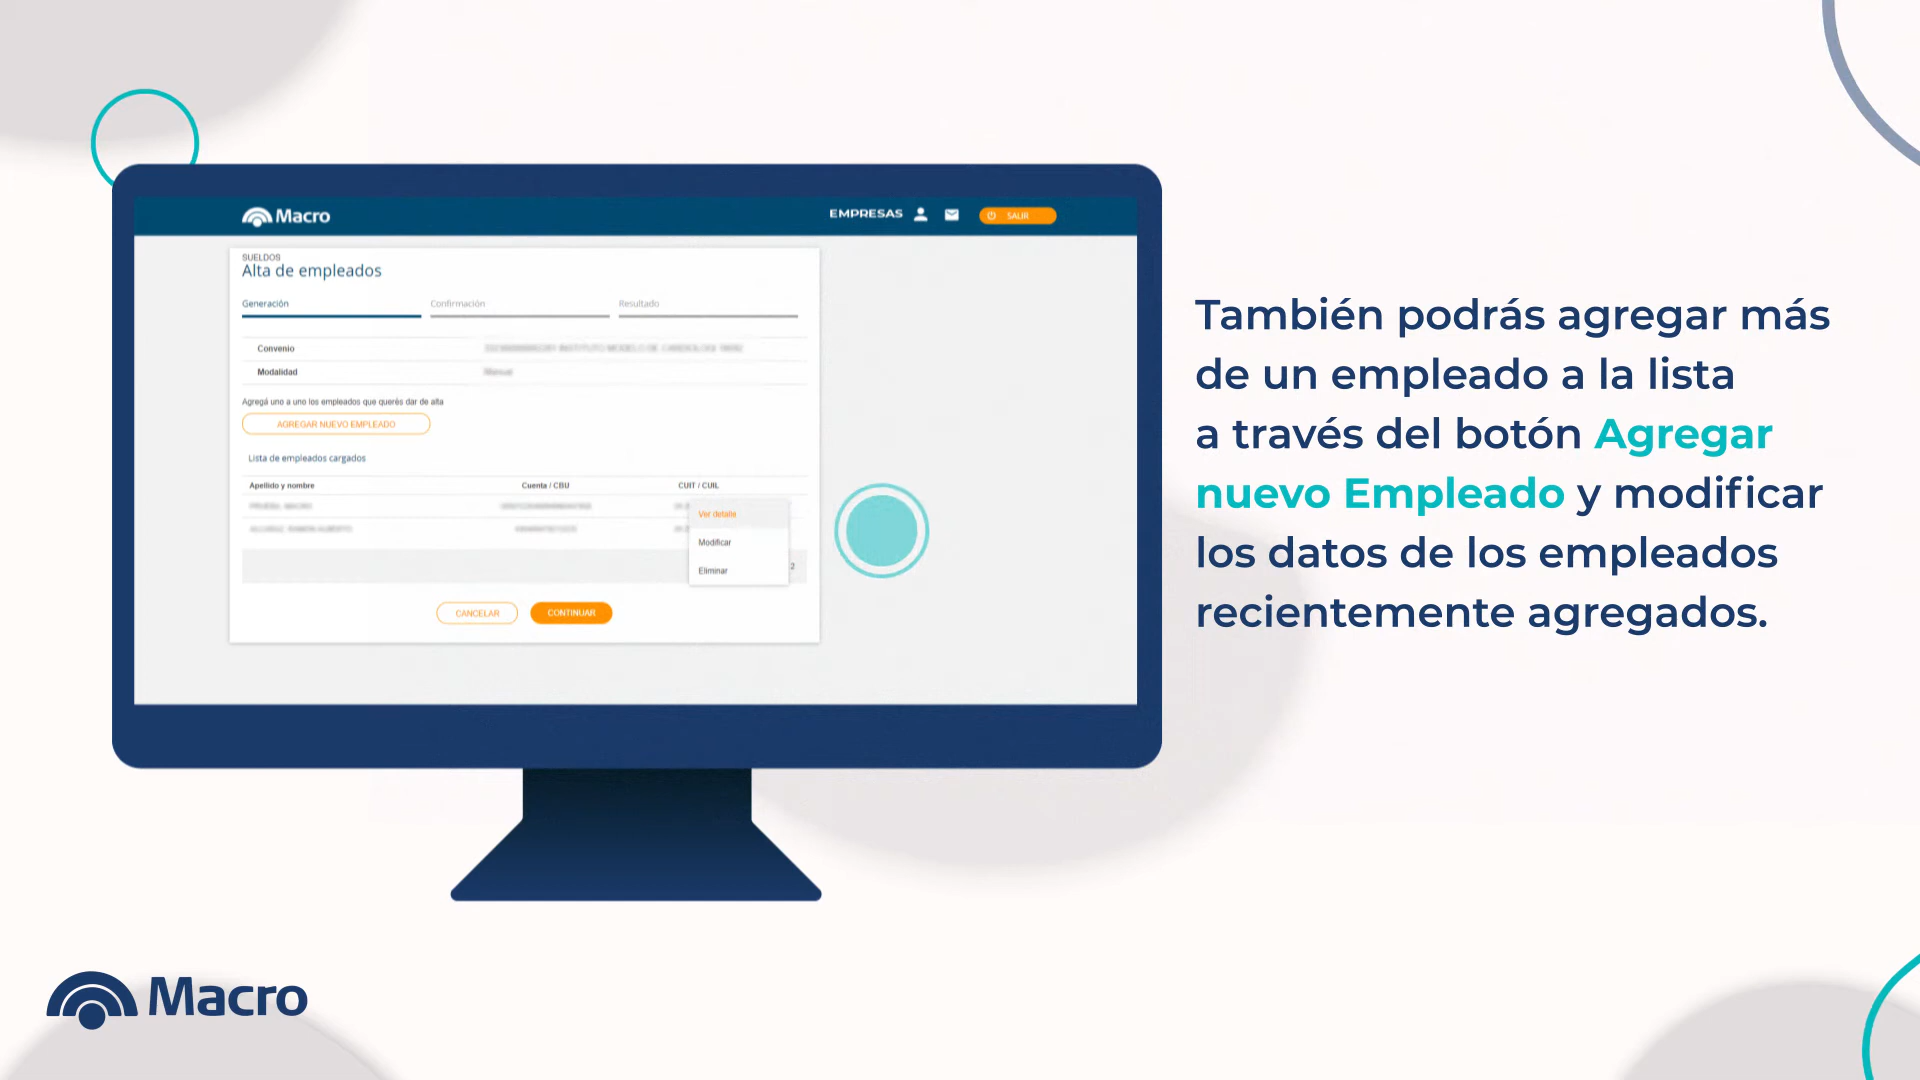 Macro
EMPRESAS
SALIR
SUELDOS
Alta de empleados
Generación
Confirmación
Resultado
Convenio
Modalidad
Manual
Agregá uno a uno los empleados que querés dar de alta
AGREGAR NUEVO EMPLEADO
Lista de empleados cargados
Apellido y nombre
Cuenta / CBU
CUIT / CUIL
Ver detalle
Modificar
Eliminar
2
CANCELAR
CONTINUAR
También podrás agregar más
de un empleado a la lista
a través del botón Agregar
nuevo Empleado y modificar
los datos de los empleados
recientemente agregados.
Macro